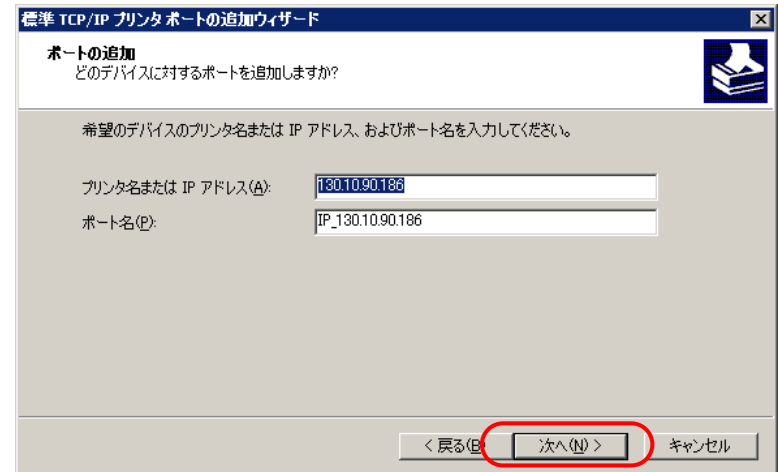 標準 TCP/IP プリンタ ポートの追加ウィザード
ポートの追加
どのデバイスに対するポートを追加しますか?
希望のデバイスのプリンタ名または IP アドレス、およびポート名を入力してください。
プリンタ名または IP アドレス(A): 130.10.90.186
ポート名(P): IP_130.10.90.186
< 戻る(B 次へ(N) > キャンセル